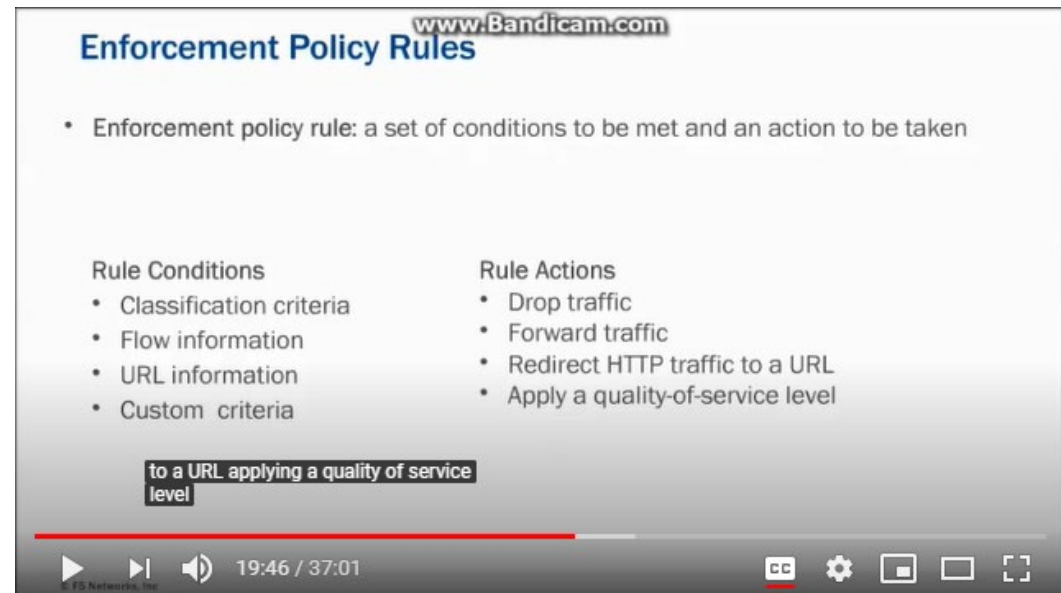 www.Bandicam.com
Enforcement Policy Rules
• Enforcement policy rule: a set of conditions to be met and an action to be taken
Rule Conditions
• Classification criteria
• Flow information
• URL information
• Custom criteria
Rule Actions
• Drop traffic
• Forward traffic
• Redirect HTTP traffic to a URL
• Apply a quality-of-service level
to a URL applying a quality of service
level
19:46 / 37:01
CC
© F5 Networks, Inc